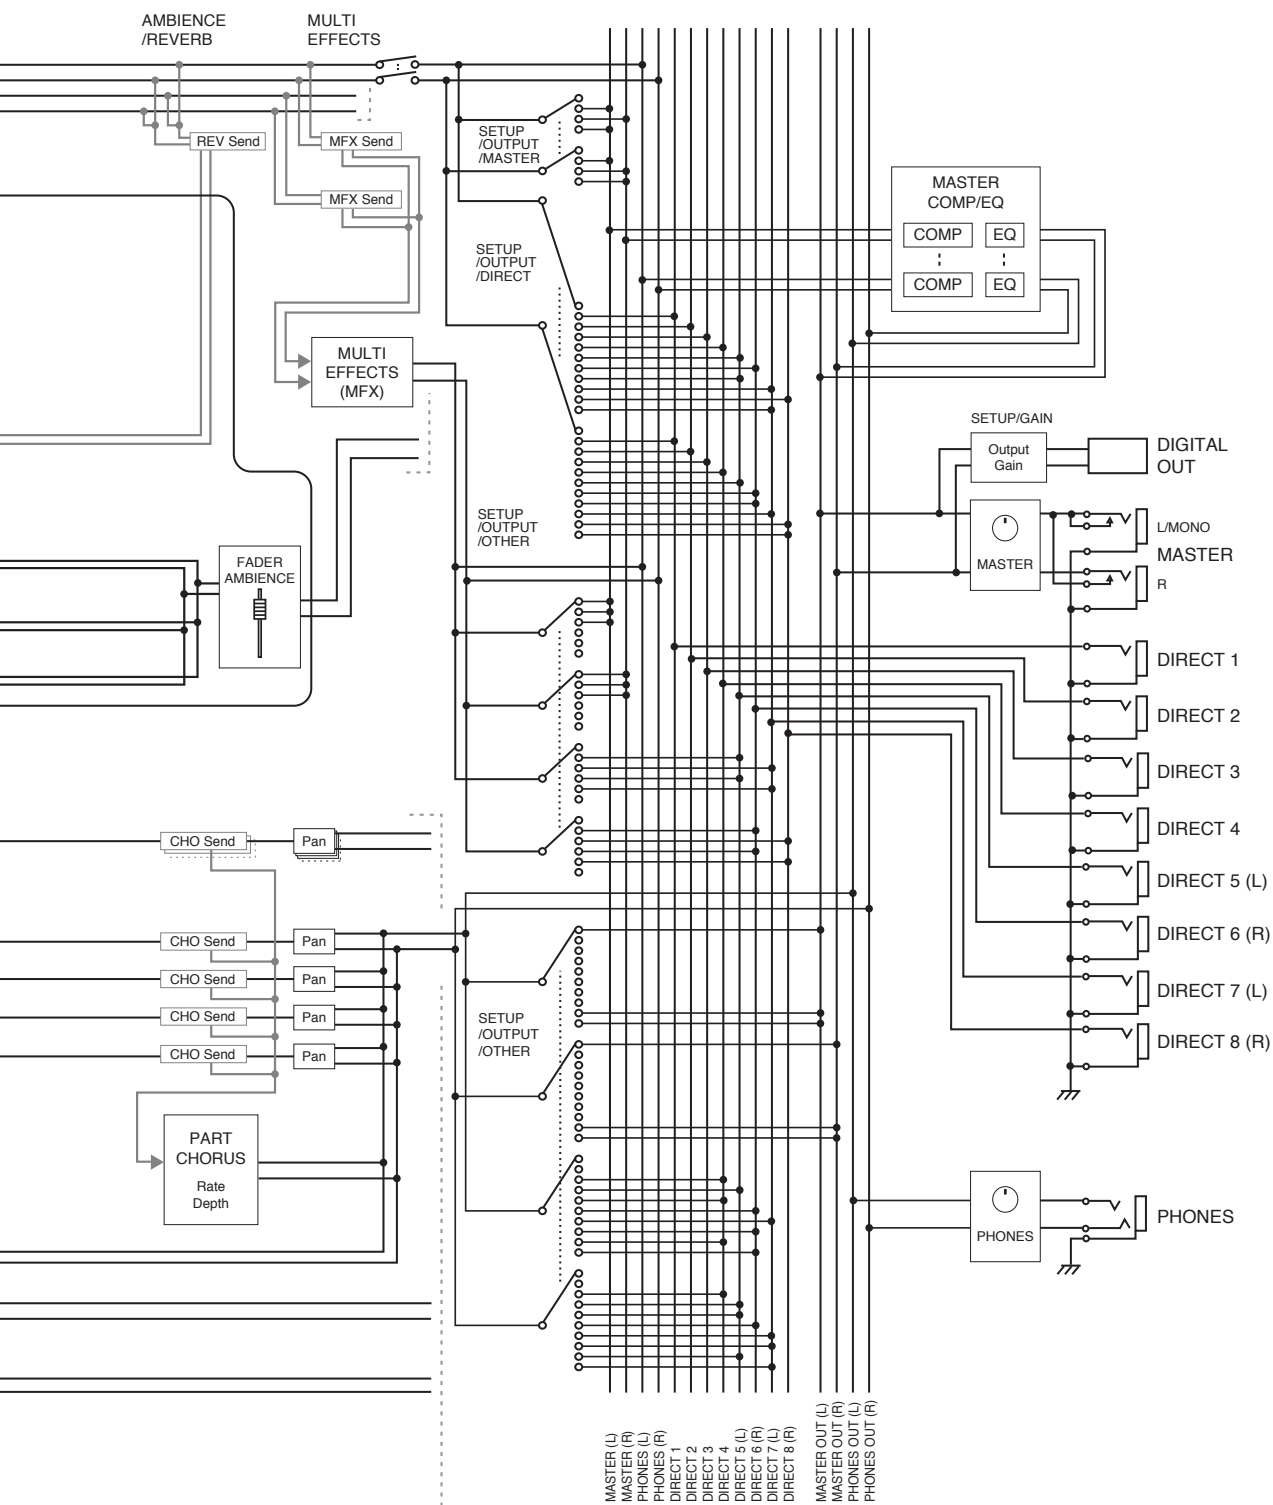 AMBIENCE
/REVERB
MULTI
EFFECTS
REV Send
MFX Send
MFX Send
SETUP
/OUTPUT
/MASTER
SETUP
/OUTPUT
/DIRECT
MASTER
COMP/EQ
COMP
EQ
COMP
EQ
MULTI
EFFECTS
(MFX)
SETUP/GAIN
Output
Gain
DIGITAL
OUT
SETUP
/OUTPUT
/OTHER
MASTER
L/MONO
MASTER
R
FADER
AMBIENCE
DIRECT 1
DIRECT 2
DIRECT 3
DIRECT 4
DIRECT 5 (L)
DIRECT 6 (R)
DIRECT 7 (L)
DIRECT 8 (R)
CHO Send
Pan
CHO Send
Pan
CHO Send
Pan
CHO Send
Pan
CHO Send
Pan
SETUP
/OUTPUT
/OTHER
PART
CHORUS
Rate
Depth
PHONES
PHONES
MASTER (L)
MASTER (R)
PHONES (L)
PHONES (R)
DIRECT 1
DIRECT 2
DIRECT 3
DIRECT 4
DIRECT 5 (L)
DIRECT 6 (R)
DIRECT 7 (L)
DIRECT 8 (R)
MASTER OUT (L)
MASTER OUT (R)
PHONES OUT (L)
PHONES OUT (R)